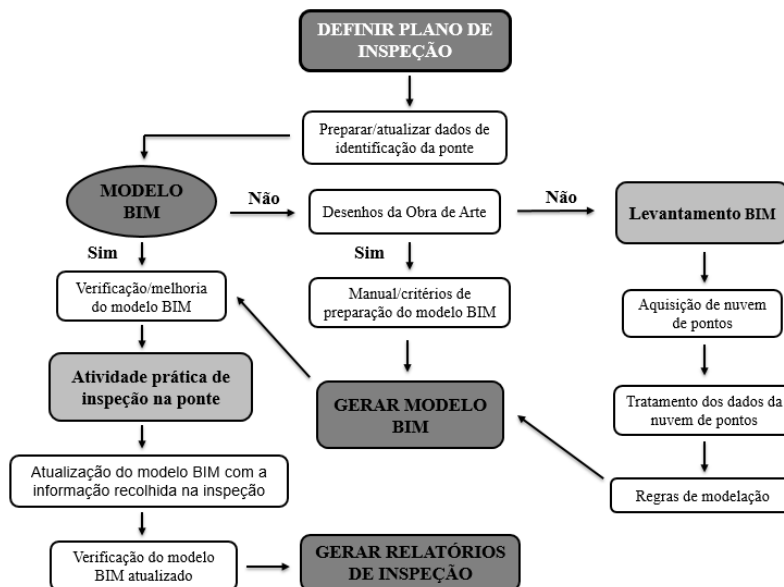 DEFINIR PLANO DE
INSPEÇÃO
Preparar/atualizar dados de
identificação da ponte
MODELO
BIM
Não
Desenhos da Obra de Arte
Não
Levantamento BIM
Sim
Sim
Verificação/melhoria
do modelo BIM
Manual/critérios de
preparação do modelo BIM
Aquisição de nuvem
de pontos
Atividade prática de
inspeção na ponte
GERAR MODELO
BIM
Tratamento dos dados da
nuvem de pontos
Atualização do modelo BIM com a
informação recolhida na inspeção
Regras de modelação
Verificação do modelo
BIM atualizado
GERAR RELATÓRIOS
DE INSPEÇÃO